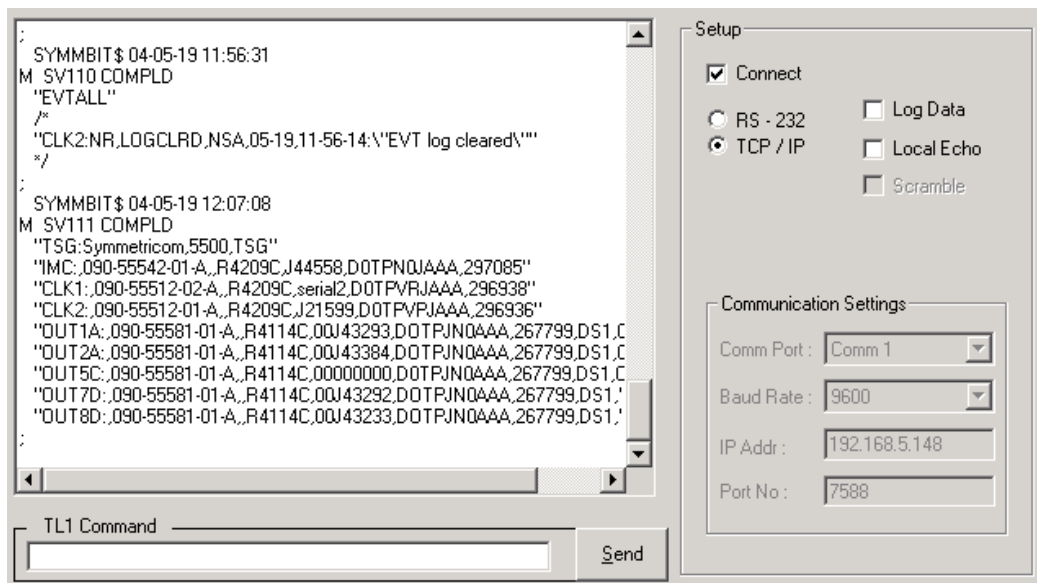 ;
SYMMBIT$ 04-05-19 11:56:31
M SV110 COMPLD
"EVTALL"
/*
"CLK2:NR,LOGCLRD,NSA,05-19,11-56-14:\"EVT log cleared\""
*/
;
SYMMBIT$ 04-05-19 12:07:08
M SV111 COMPLD
"TSG:Symmetricom,5500,TSG"
"IMC:,090-55542-01-A,,R4209C,J44558,D0TPN0JAAA,297085"
"CLK1:,090-55512-02-A,,R4209C,serial2,D0TPVRJAAA,296938"
"CLK2:,090-55512-01-A,,R4209C,J21599,D0TPVPJAAA,296936"
"OUT1A:,090-55581-01-A,,R4114C,00J43293,D0TPJN0AAA,267799,DS1,
"OUT2A:,090-55581-01-A,,R4114C,00J43384,D0TPJN0AAA,267799,DS1,
"OUT5C:,090-55581-01-A,,R4114C,00000000,D0TPJN0AAA,267799,DS1,
"OUT7D:,090-55581-01-A,,R4114C,00J43292,D0TPJN0AAA,267799,DS1,'
"OUT8D:,090-55581-01-A,,R4114C,00J43233,D0TPJN0AAA,267799,DS1,'
;
TL1 Command
Send
Setup
Connect
RS - 232
TCP / IP
Log Data
Local Echo
Scramble
Communication Settings
Comm Port : Comm 1
Baud Rate : 9600
IP Addr : 192.168.5.148
Port No : 7588